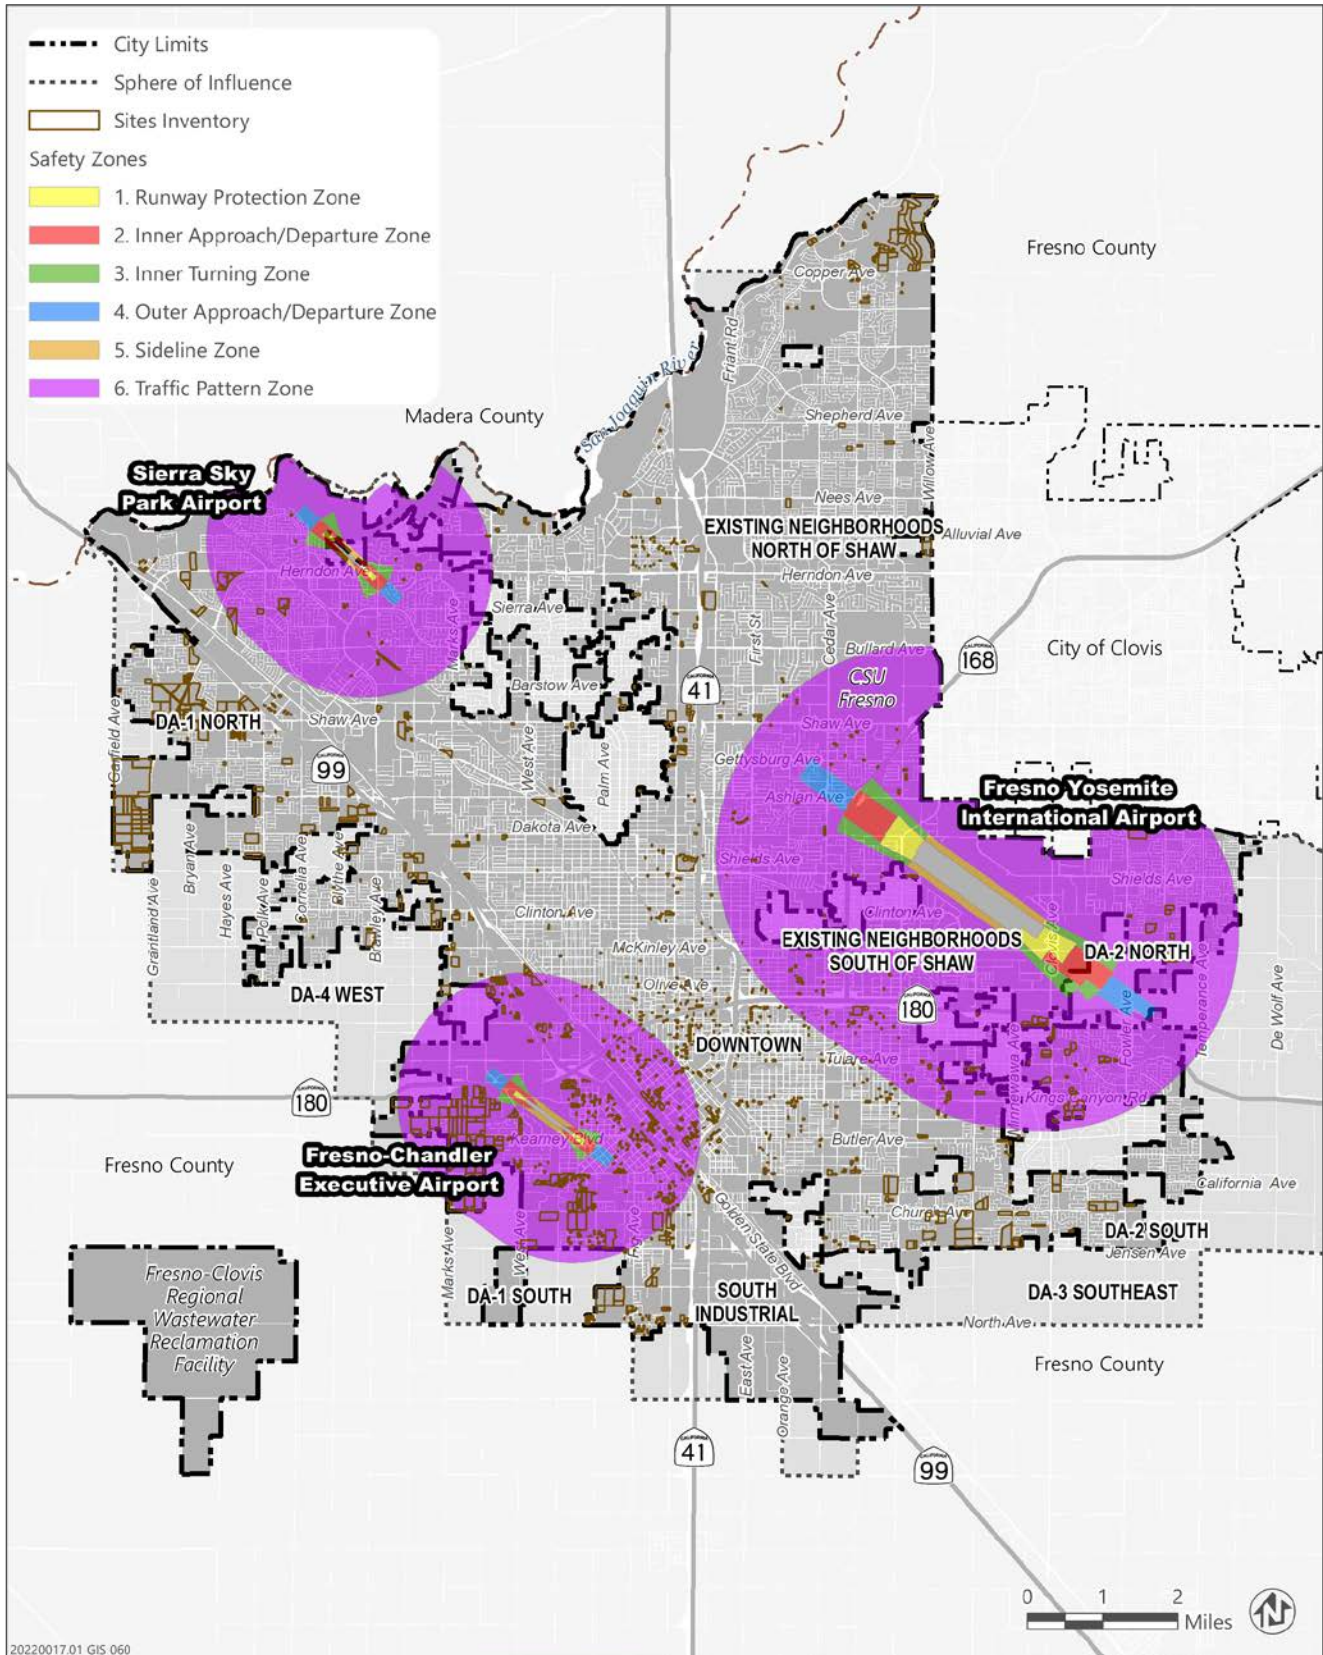 City Limits
Sphere of Influence
Sites Inventory
Safety Zones
1. Runway Protection Zone
2. Inner Approach/Departure Zone
3. Inner Turning Zone
4. Outer Approach/Departure Zone
5. Sideline Zone
6. Traffic Pattern Zone
Fresno County
Copper Ave
Friant Rd
San Joaquin River
Madera County
Shepherd Ave
Willow Ave
Sierra Sky
Park Airport
Nees Ave
EXISTING NEIGHBORHOODS
NORTH OF SHAW
Alluvial Ave
Herndon Ave
Herndon Ave
Sierra Ave
Marks Ave
First St
Cedar Ave
Bullard Ave
CALIFORNIA
168
City of Clovis
CSU
Fresno
Barstow Ave
CALIFORNIA
41
DA-1 NORTH
Shaw Ave
Shaw Ave
Garfield Ave
CALIFORNIA
99
West Ave
Palm Ave
Gettysburg Ave
Ashlan Ave
Fresno Yosemite
International Airport
Dakota Ave
Shields Ave
Shields Ave
Grantland Ave
Bryan Ave
Hayes Ave
Polk Ave
Cornelia Ave
Blythe Ave
Brawley Ave
Clinton Ave
Clinton Ave
McKinley Ave
EXISTING NEIGHBORHOODS
SOUTH OF SHAW
Clovis Ave
DA-2 NORTH
Olive Ave
DA-4 WEST
CALIFORNIA
180
DOWNTOWN
Tulare Ave
Minnewawa Ave
Fowler Ave
Temperance Ave
De Wolf Ave
CALIFORNIA
180
Kings Canyon Rd
Kearney Blvd
Butler Ave
Fresno-Chandler
Executive Airport
Fresno County
California Ave
Golden State Blvd
Church Ave
Marks Ave
West Ave
Fig Ave
DA-2 SOUTH
Jensen Ave
Fresno-Clovis
Regional
Wastewater
Reclamation
Facility
DA-1 SOUTH
SOUTH
INDUSTRIAL
DA-3 SOUTHEAST
North Ave
Fresno County
East Ave
Orange Ave
CALIFORNIA
41
CALIFORNIA
99
0 1 2
Miles
N
20220017.01 GIS 060